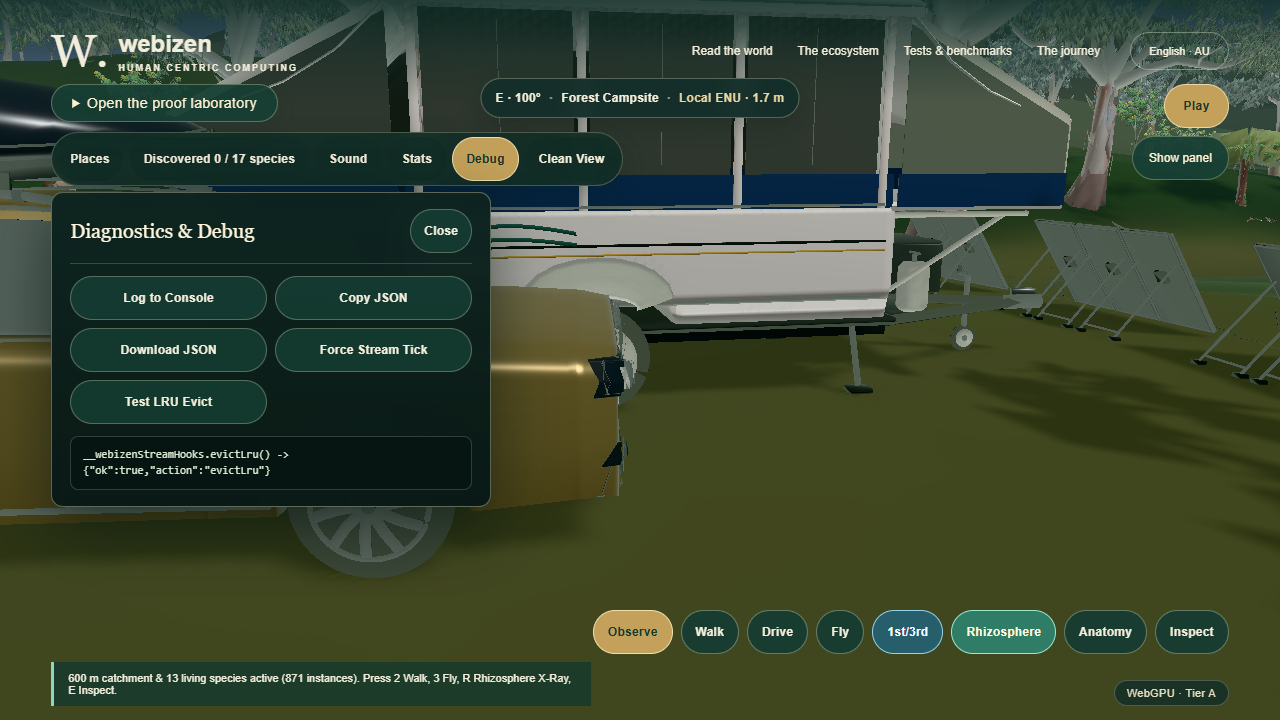 W. webizen
HUMAN CENTRIC COMPUTING
Read the world
The ecosystem
Tests & benchmarks
The journey
English · AU
▶ Open the proof laboratory
E · 100° · Forest Campsite · Local ENU · 1.7 m
Play
Places
Discovered 0 / 17 species
Sound
Stats
Debug
Clean View
Show panel
Diagnostics & Debug
Close
Log to Console
Copy JSON
Download JSON
Force Stream Tick
Test LRU Evict
__webizenStreamHooks.evictLru() ->
{"ok":true,"action":"evictLru"}
Observe
Walk
Drive
Fly
1st/3rd
Rhizosphere
Anatomy
Inspect
600 m catchment & 13 living species active (871 instances). Press 2 Walk, 3 Fly, R Rhizosphere X-Ray,
E Inspect.
WebGPU · Tier A